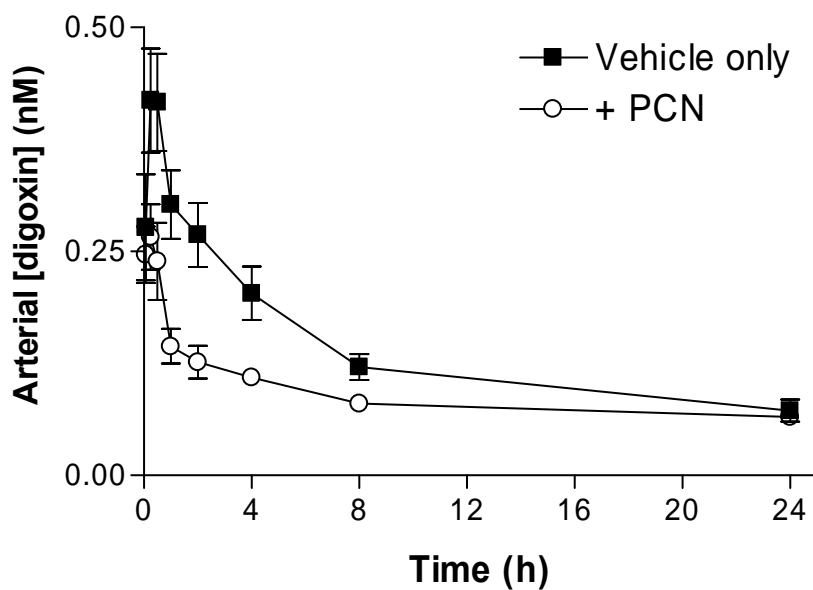 0.50
Vehicle only
+ PCN
0.25
Arterial [digoxin] (nM)
0.00
0 4 8 12 16 20 24
Time (h)